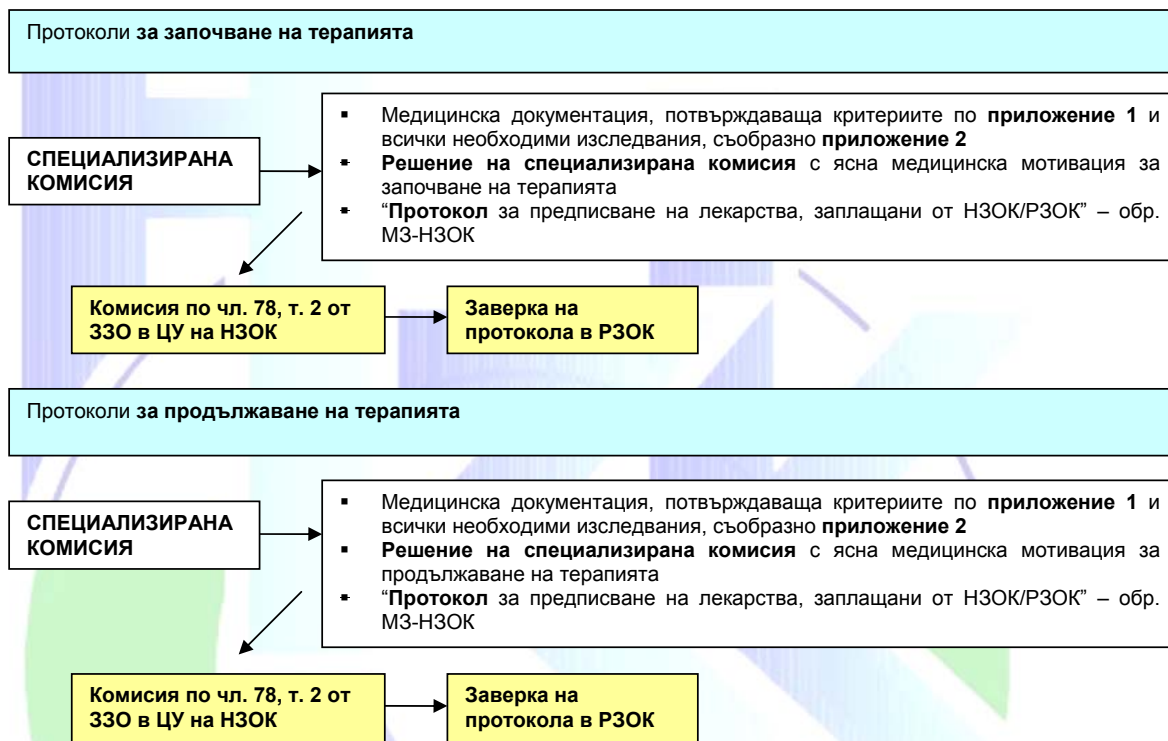 Протоколи за започване на терапията
СПЕЦИАЛИЗИРАНА
КОМИСИЯ
▪ Медицинска документация, потвърждаваща критериите по приложение 1 и
всички необходими изследвания, съобразно приложение 2
▪ Решение на специализирана комисия с ясна медицинска мотивация за
започване на терапията
▪ “Протокол за предписване на лекарства, заплащани от НЗОК/РЗОК” – обр.
МЗ-НЗОК
Комисия по чл. 78, т. 2 от
ЗЗО в ЦУ на НЗОК
Заверка на
протокола в РЗОК
Протоколи за продължаване на терапията
СПЕЦИАЛИЗИРАНА
КОМИСИЯ
▪ Медицинска документация, потвърждаваща критериите по приложение 1 и
всички необходими изследвания, съобразно приложение 2
▪ Решение на специализирана комисия с ясна медицинска мотивация за
продължаване на терапията
▪ “Протокол за предписване на лекарства, заплащани от НЗОК/РЗОК” – обр.
МЗ-НЗОК
Комисия по чл. 78, т. 2 от
ЗЗО в ЦУ на НЗОК
Заверка на
протокола в РЗОК